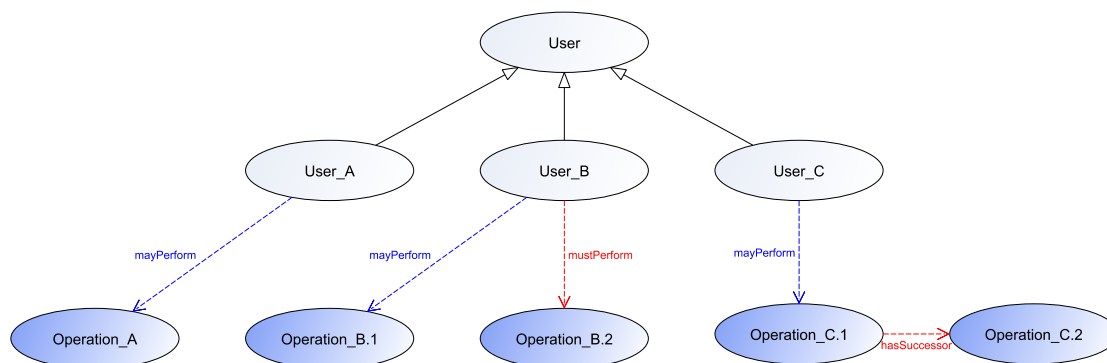 User
User_A
User_B
User_C
mayPerform
mayPerform
mustPerform
mayPerform
Operation_A
Operation_B.1
Operation_B.2
Operation_C.1
hasSuccessor
Operation_C.2